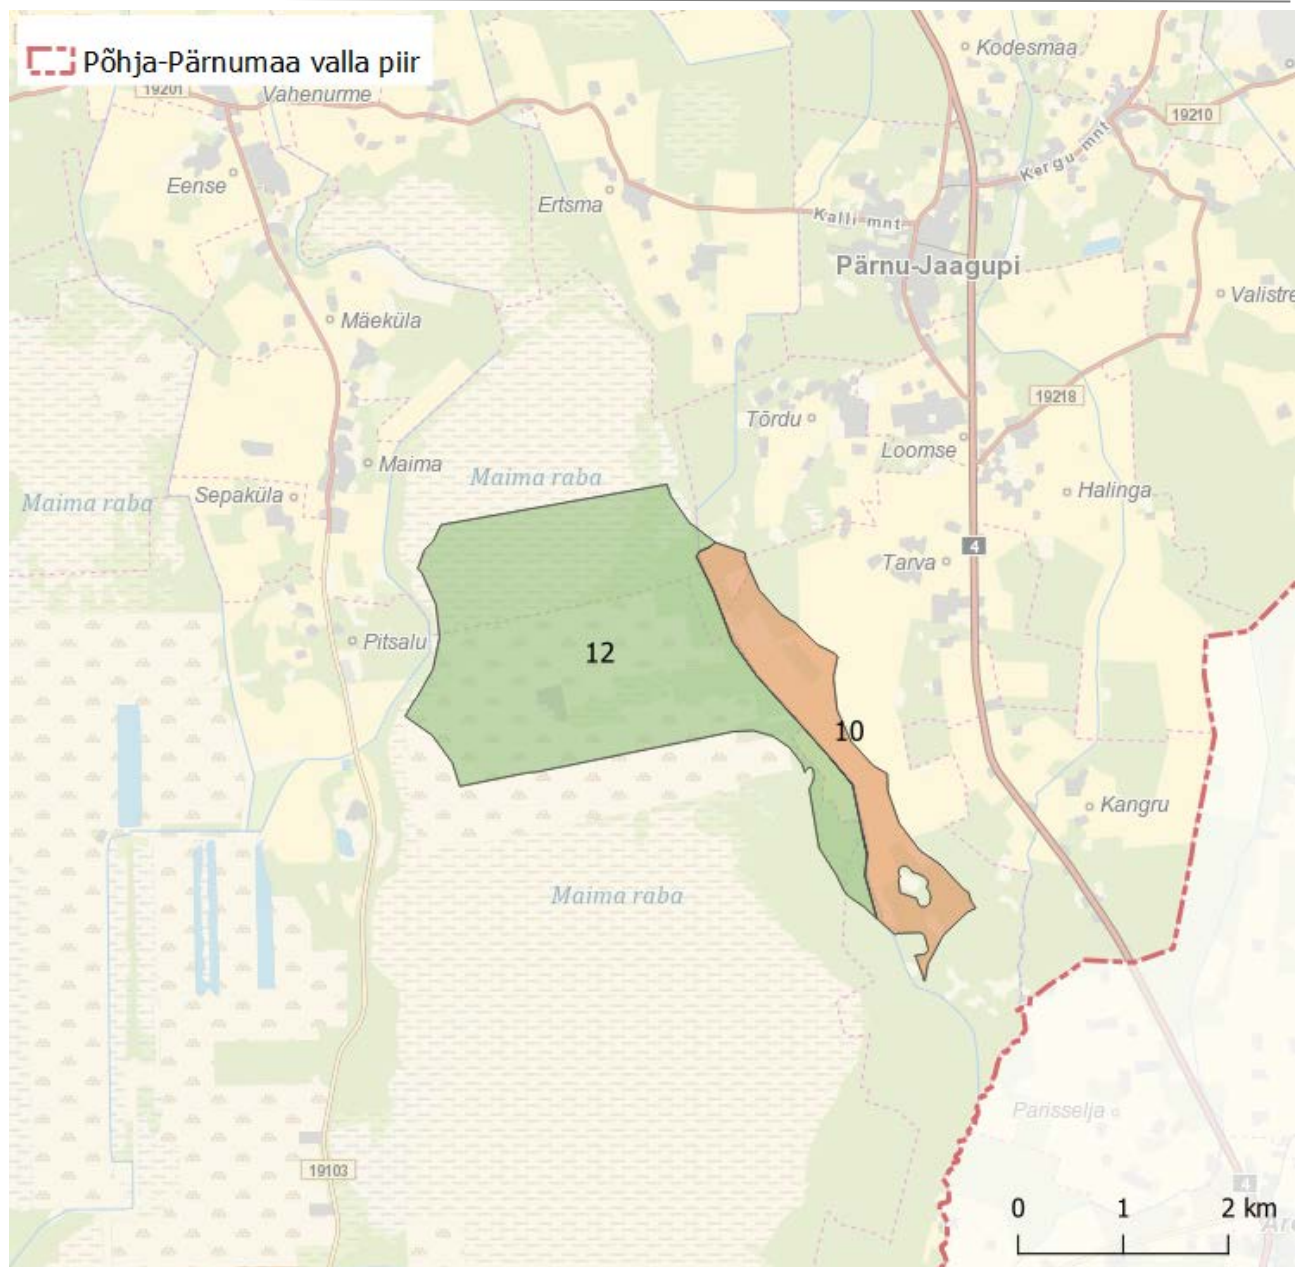 Põhja-Pärnumaa valla piir
Kodesmaa
19201
Vahenurme
19210
Kergu mnt
Eense
Ertsma
Kalli mnt
Pärnu-Jaagupi
Valistre
Mäeküla
19218
Tõrdu
Loomse
Maima
Maima raba
Halinga
Maima raba
Sepaküla
4
Tarva
Pitsalu
12
10
Kangru
Maima raba
Parisselja
19103
4
0 1 2 km